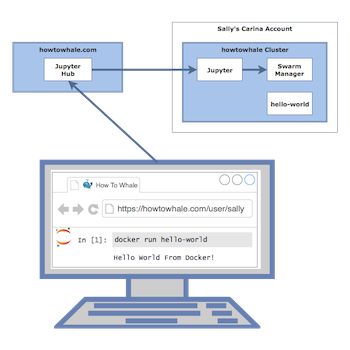 Sally's Carina Account
howtowhale.com
howtowhale Cluster
Jupyter
Hub
Jupyter
Swarm
Manager
hello-world
How To Whale
https://howtowhale.com/user/sally
In [1]: docker run hello-world
Hello World From Docker!